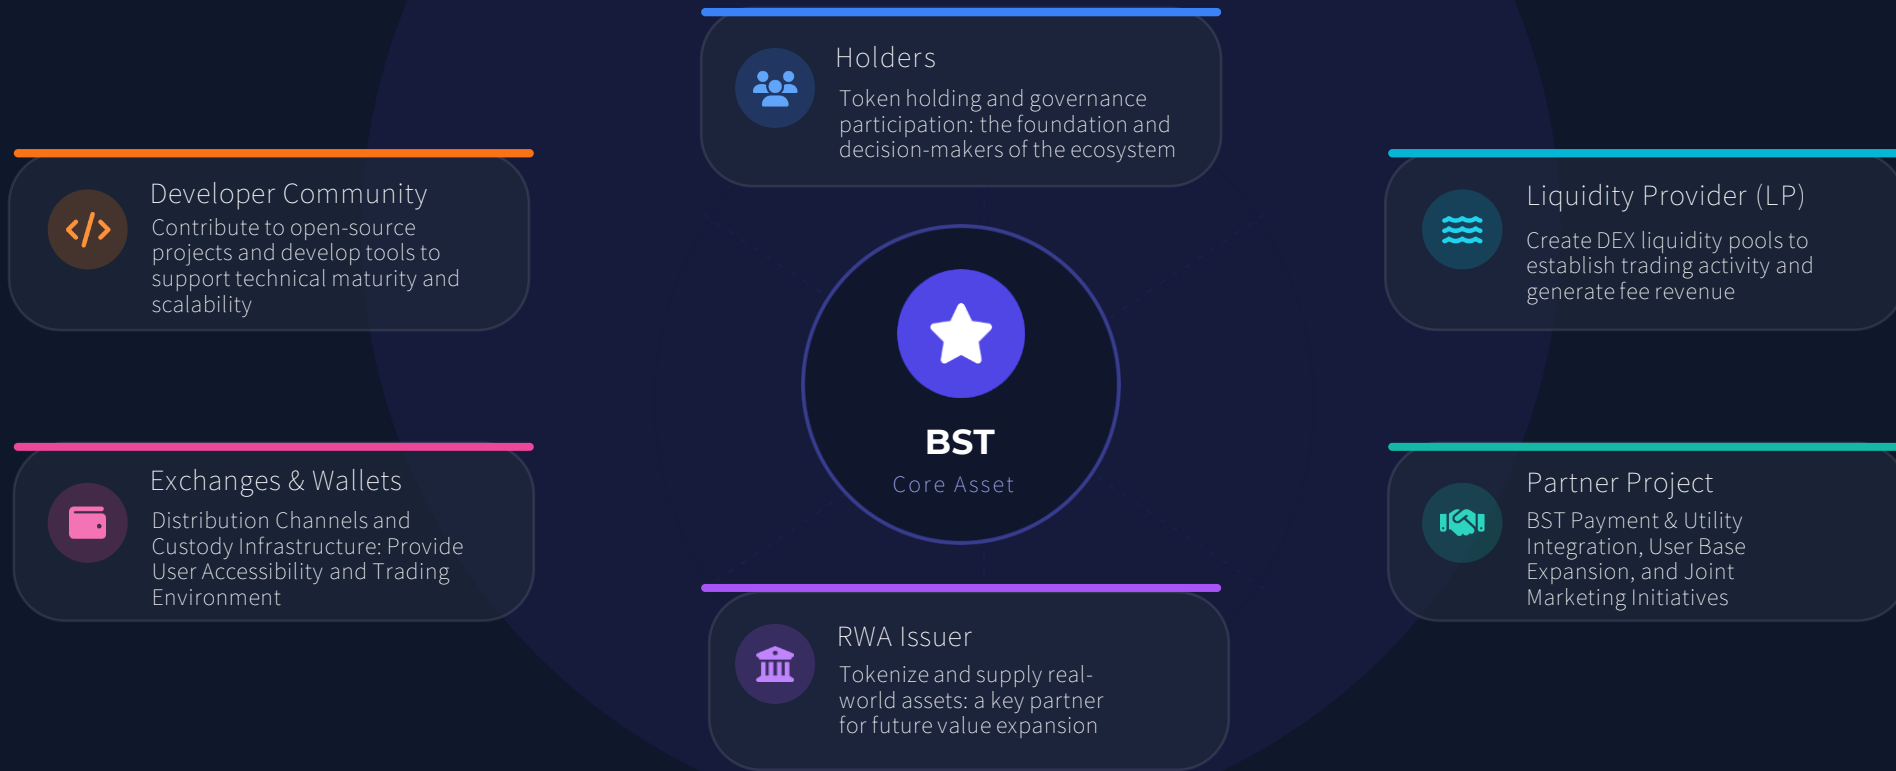 Holders
Token holding and governance
participation: the foundation and
decision-makers of the ecosystem
Developer Community
Contribute to open-source
projects and develop tools to
support technical maturity and
scalability
Liquidity Provider (LP)
Create DEX liquidity pools to
establish trading activity and
generate fee revenue
BST
Core Asset
Exchanges & Wallets
Distribution Channels and
Custody Infrastructure: Provide
User Accessibility and Trading
Environment
Partner Project
BST Payment & Utility
Integration, User Base
Expansion, and Joint
Marketing Initiatives
RWA Issuer
Tokenize and supply real-
world assets: a key partner
for future value expansion